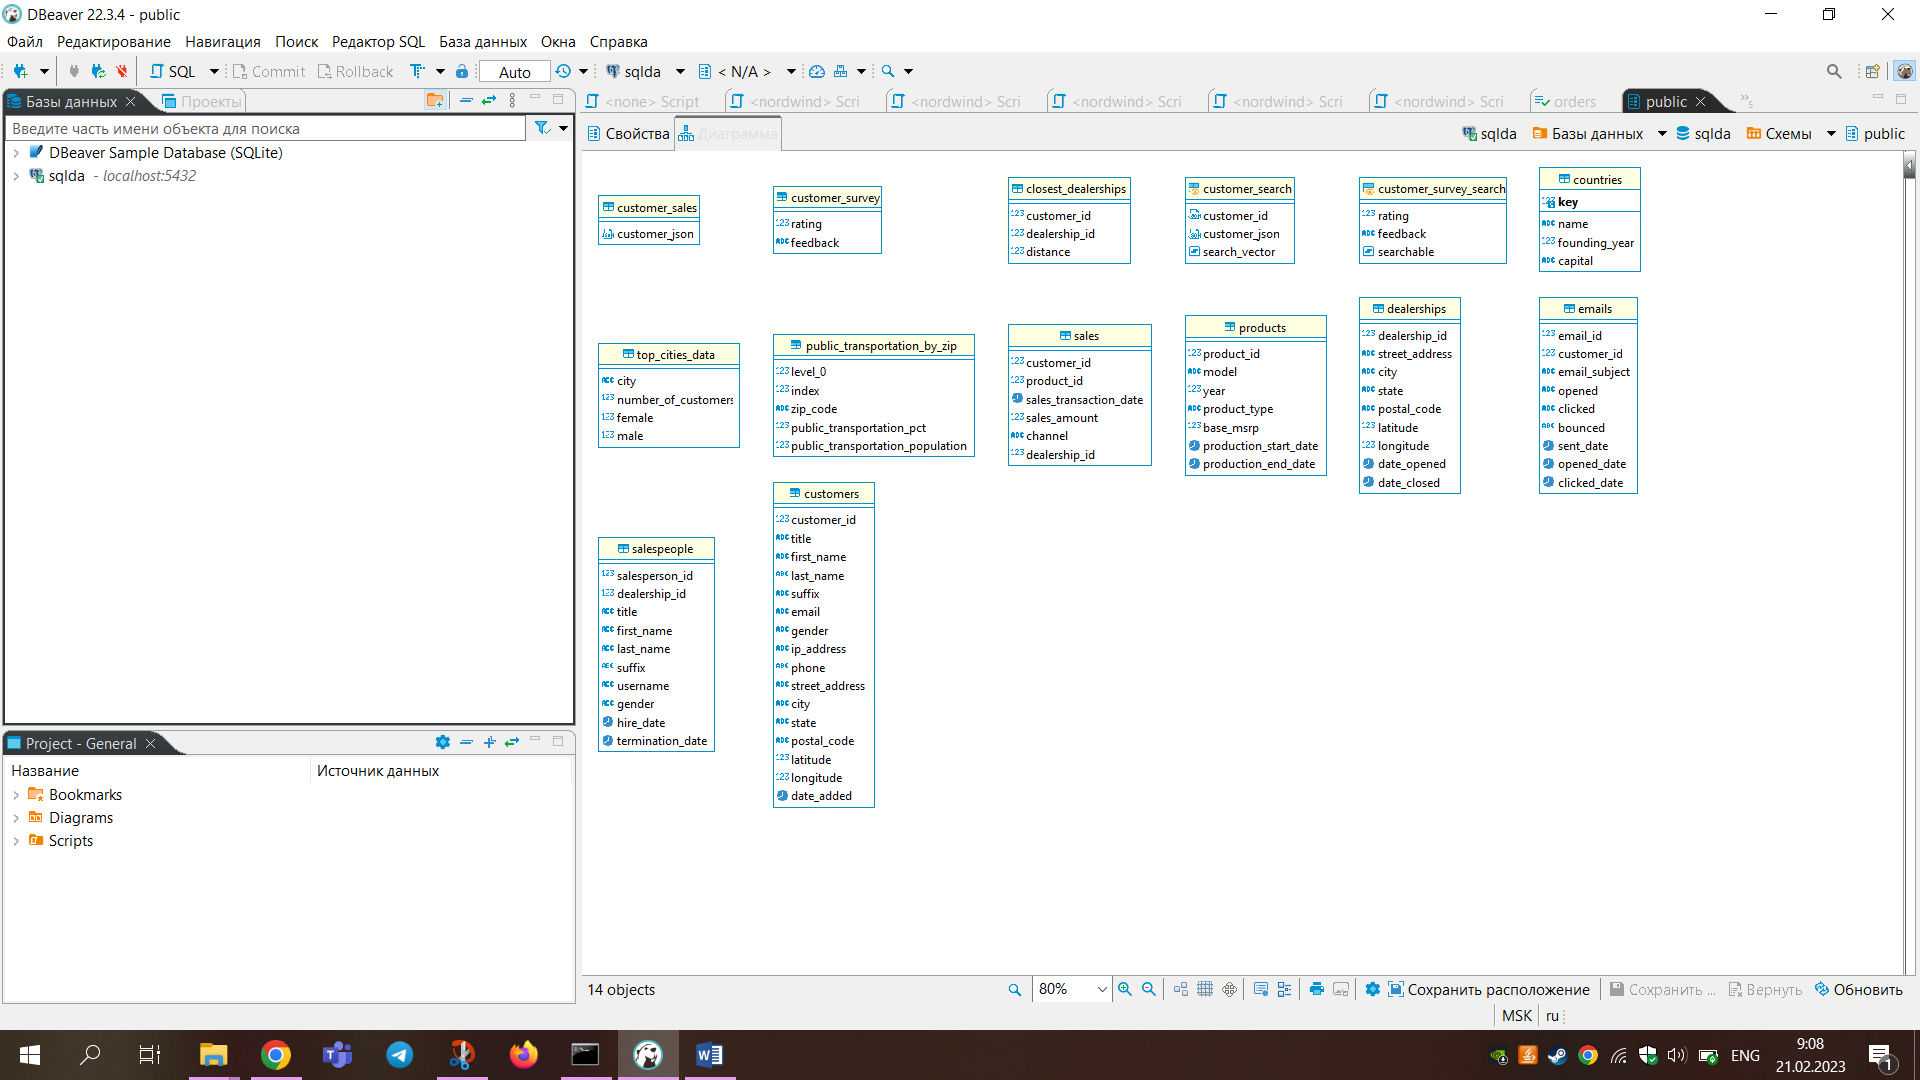 DBeaver 22.3.4 - public
Файл Редактирование Навигация Поиск Редактор SQL База данных Окна Справка
SQL Commit Rollback Auto sqlda < N/A >
Базы данных Проекты
<none> Script <nordwind> Scri <nordwind> Scri <nordwind> Scri <nordwind> Scri <nordwind> Scri orders public
Введите часть имени объекта для поиска
Свойства Диаграмма sqlda Базы данных sqlda Схемы public
DBeaver Sample Database (SQLite)
sqlda - localhost:5432
customer_sales
customer_json
customer_survey
rating
feedback
closest_dealerships
customer_id
dealership_id
distance
customer_search
customer_id
customer_json
search_vector
customer_survey_search
rating
feedback
searchable
countries
key
name
founding_year
capital
top_cities_data
city
number_of_customers
female
male
public_transportation_by_zip
level_0
index
zip_code
public_transportation_pct
public_transportation_population
sales
customer_id
product_id
sales_transaction_date
sales_amount
channel
dealership_id
products
product_id
model
year
product_type
base_msrp
production_start_date
production_end_date
dealerships
dealership_id
street_address
city
state
postal_code
latitude
longitude
date_opened
date_closed
emails
email_id
customer_id
email_subject
opened
clicked
bounced
sent_date
opened_date
clicked_date
salespeople
salesperson_id
dealership_id
title
first_name
last_name
suffix
username
gender
hire_date
termination_date
customers
customer_id
title
first_name
last_name
suffix
email
gender
ip_address
phone
street_address
city
state
postal_code
latitude
longitude
date_added
Project - General
Название Источник данных
Bookmarks
Diagrams
Scripts
14 objects 80% Сохранить расположение Сохранить ... Вернуть Обновить
MSK ru
ENG 9:08
21.02.2023
1